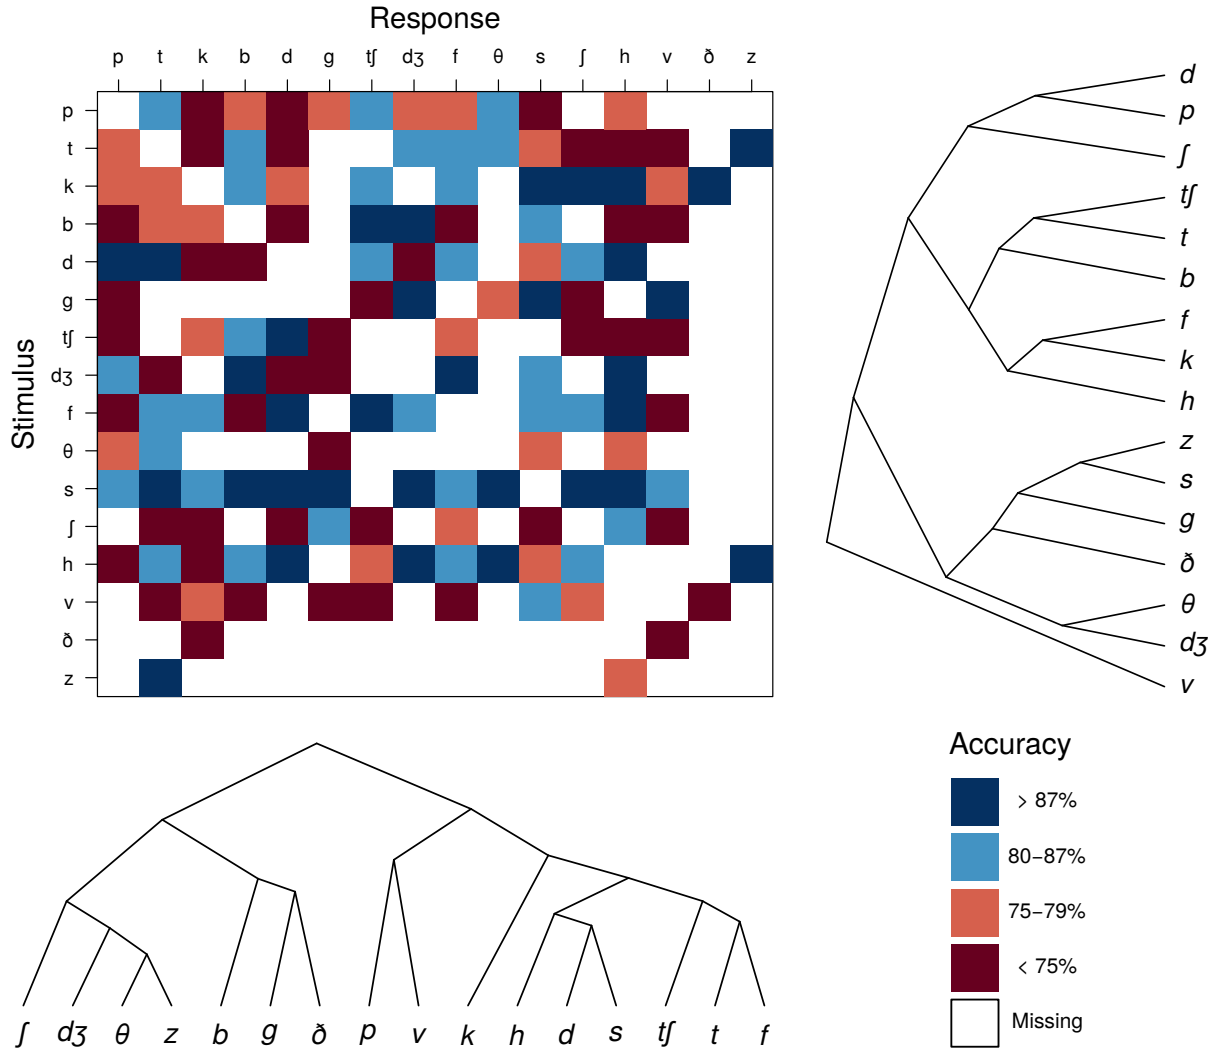 Response
p t k b d g tʃ dʒ f θ s ʃ h v ð z
Stimulus
p
t
k
b
d
g
tʃ
dʒ
f
θ
s
ʃ
h
v
ð
z
d
p
ʃ
tʃ
t
b
f
k
h
z
s
g
ð
θ
dʒ
v
ʃ dʒ θ z b g ð p v k h d s tʃ t f
Accuracy
> 87%
80−87%
75−79%
< 75%
Missing